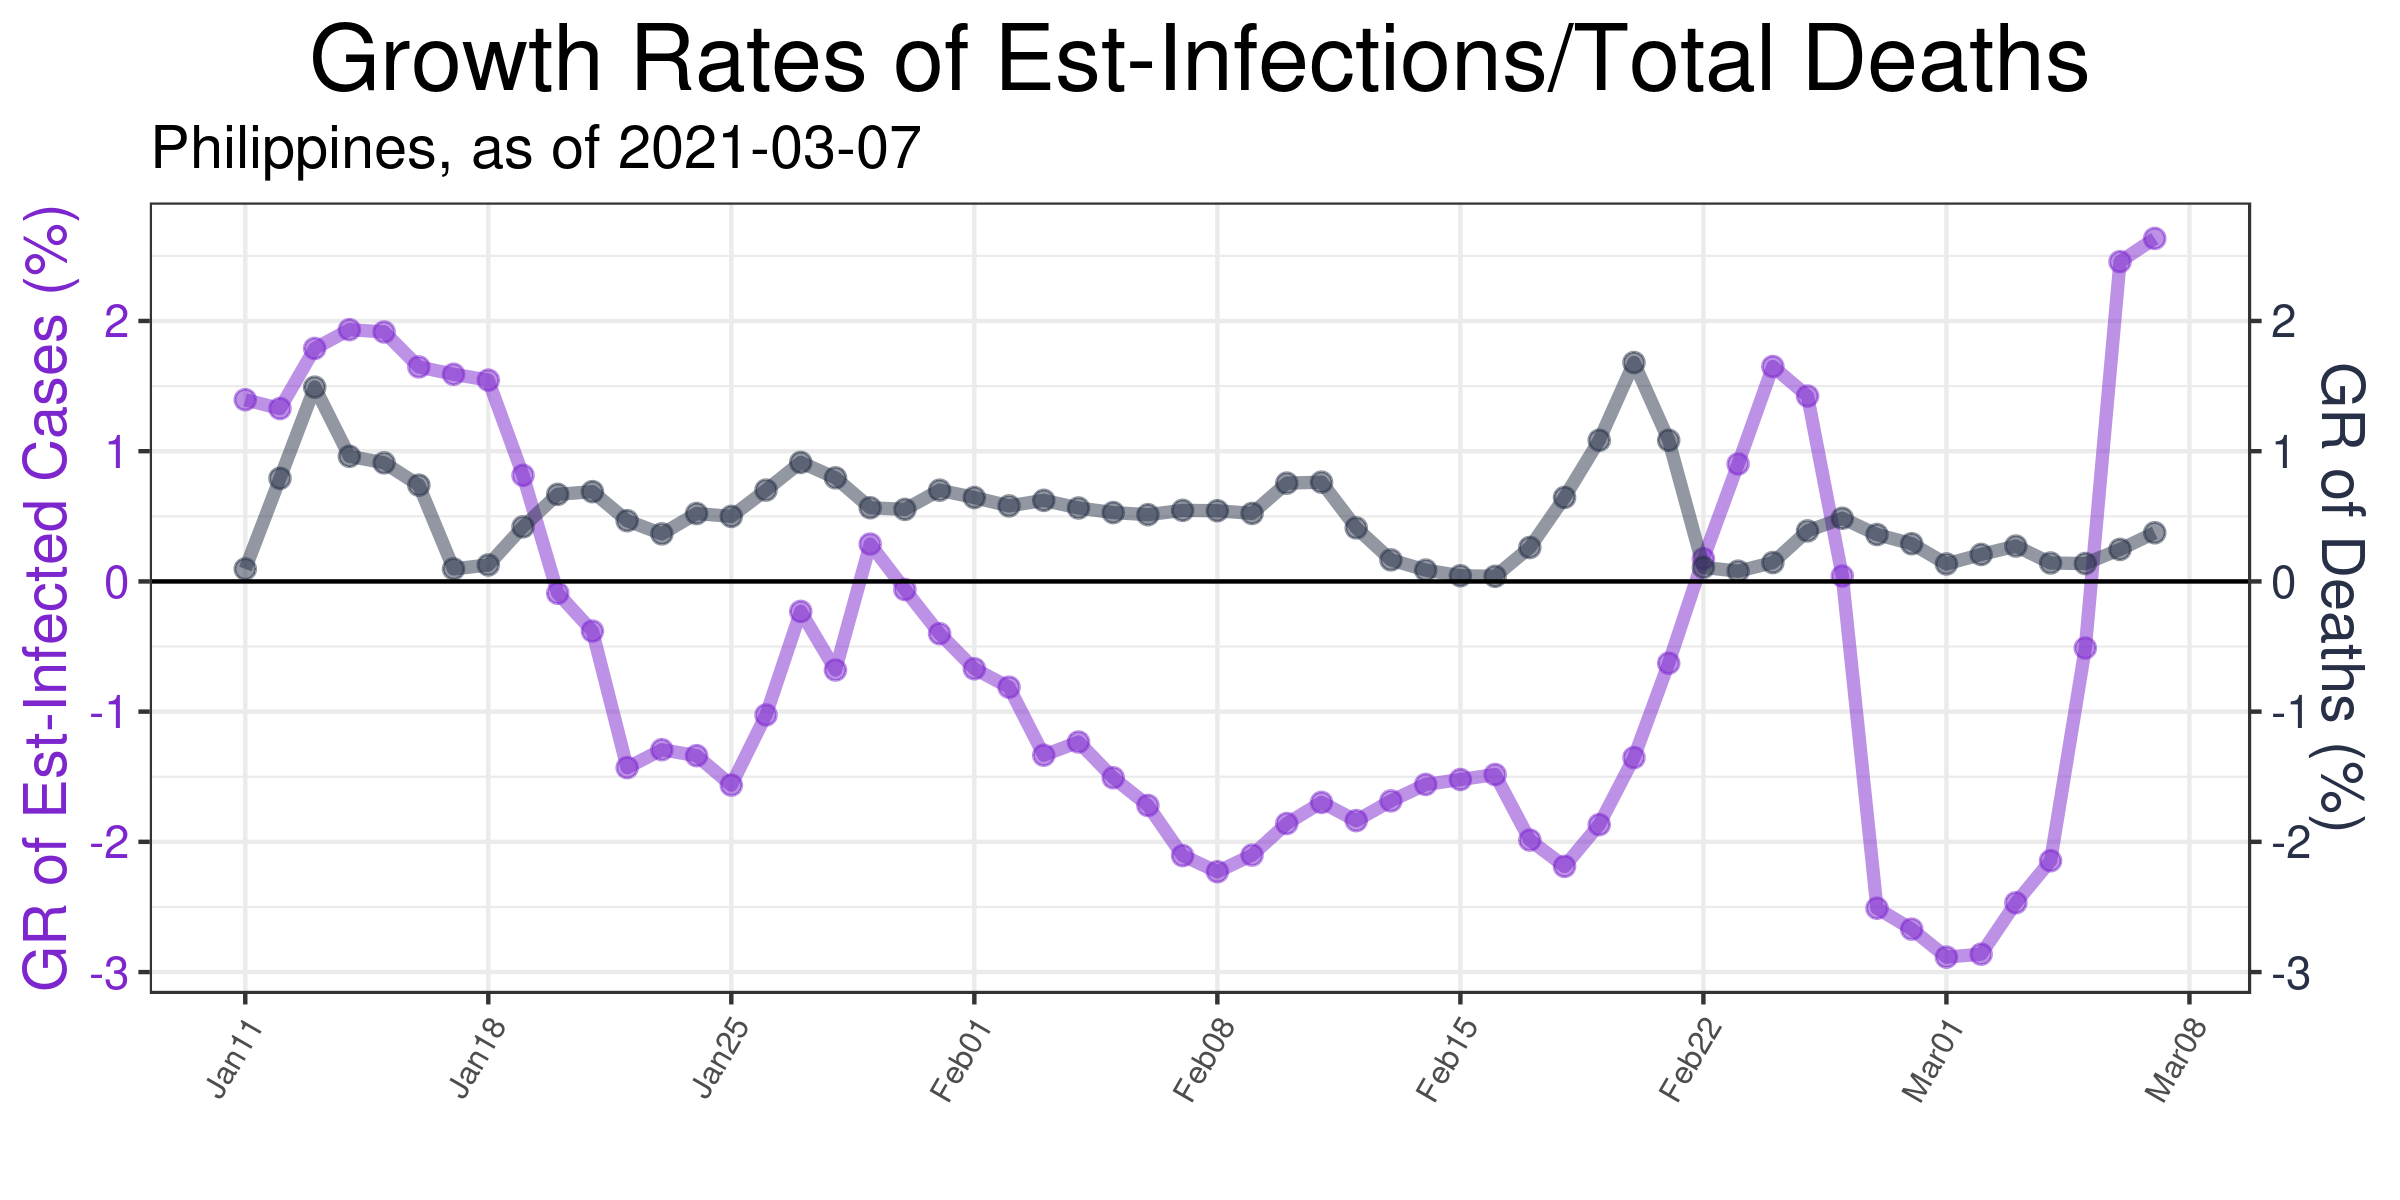 Growth Rates of Est-Infections/Total Deaths
Philippines, as of 2021-03-07
GR of Est-Infected Cases (%)
2
1
0
-1
-2
-3
2
1
0
-1
-2
-3
GR of Deaths (%)
Jan11 Jan18 Jan25 Feb01 Feb08 Feb15 Feb22 Mar01 Mar08